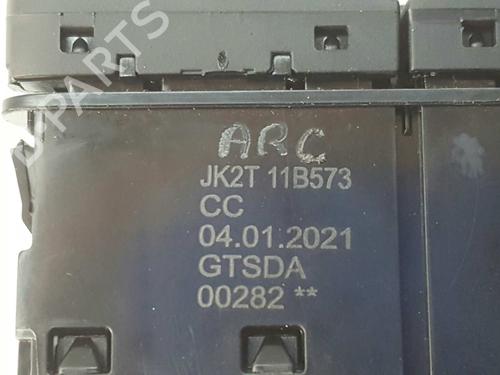 ARC
JK2T 11B573
CC
04.01.2021
GTSDA
00282 **